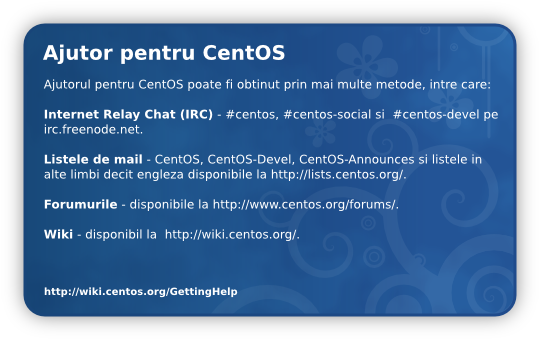 Ajutor pentru CentOS
Ajutorul pentru CentOS poate fi obtinut prin mai multe metode, intre care:
Internet Relay Chat (IRC) - #centos, #centos-social si  #centos-devel pe
irc.freenode.net.
Listele de mail - CentOS, CentOS-Devel, CentOS-Announces si listele in
alte limbi decit engleza disponibile la http://lists.centos.org/.
Forumurile - disponibile la http://www.centos.org/forums/.
Wiki - disponibil la  http://wiki.centos.org/.
http://wiki.centos.org/GettingHelp